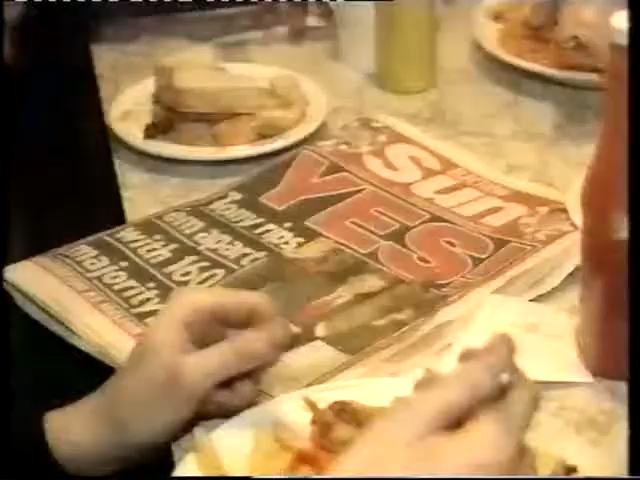 Sun
YES!
Tony rips
em apart
with 160
majority